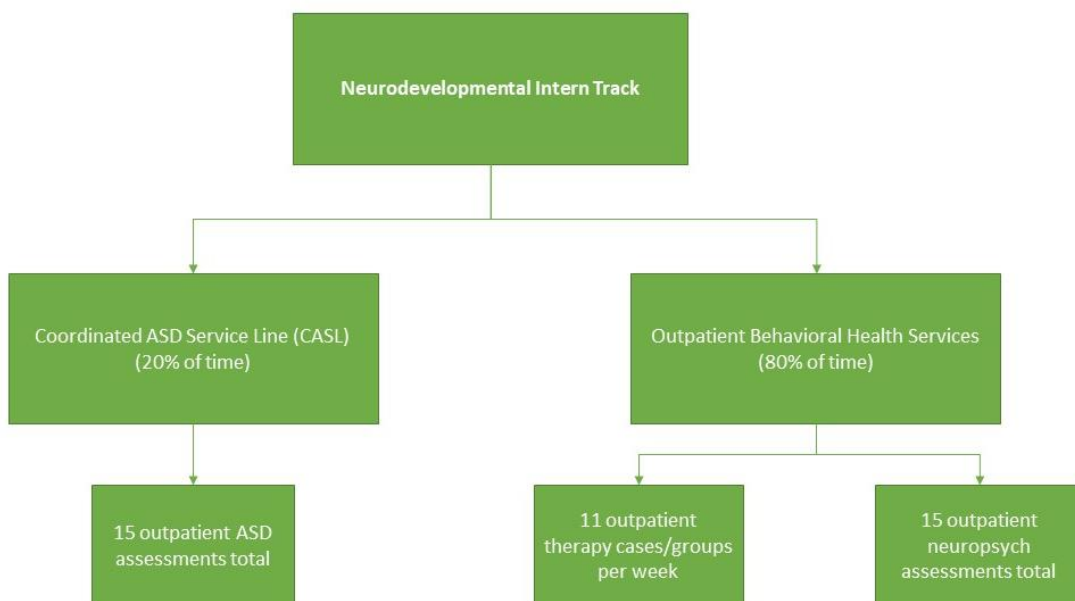 Neurodevelopmental Intern Track
Coordinated ASD Service Line (CASL)
(20% of time)
Outpatient Behavioral Health Services
(80% of time)
15 outpatient ASD
assessments total
11 outpatient
therapy cases/groups
per week
15 outpatient
neuropsych
assessments total